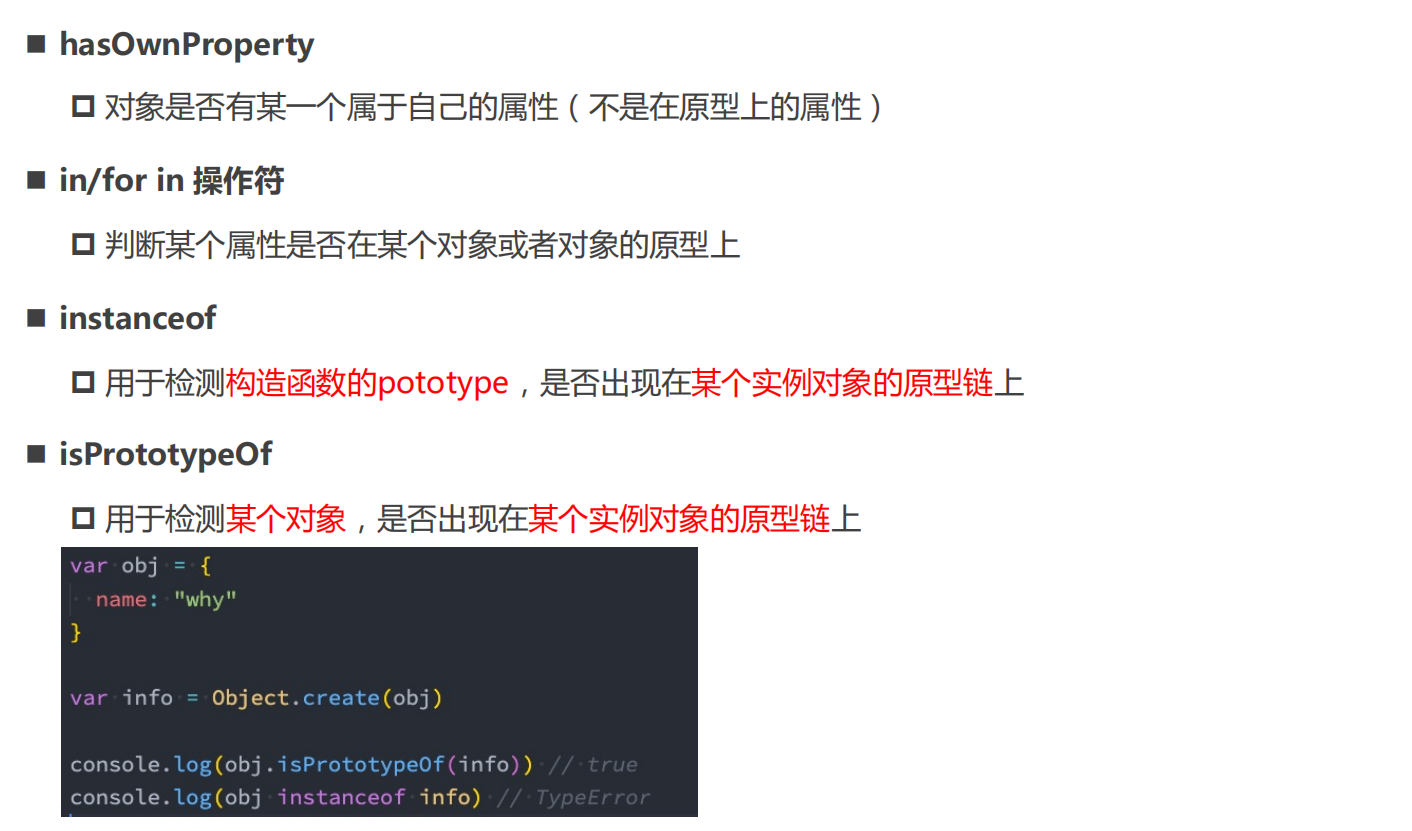 ■ hasOwnProperty
对象是否有某一个属于自己的属性（不是在原型上的属性）
■ in/for in 操作符
判断某个属性是否在某个对象或者对象的原型上
■ instanceof
用于检测构造函数的pototype，是否出现在某个实例对象的原型链上
■ isPrototypeOf
用于检测某个对象，是否出现在某个实例对象的原型链上
var obj = {
  name: "why"
}
var info = Object.create(obj)
console.log(obj.isPrototypeOf(info)) // true
console.log(obj instanceof info) // TypeError